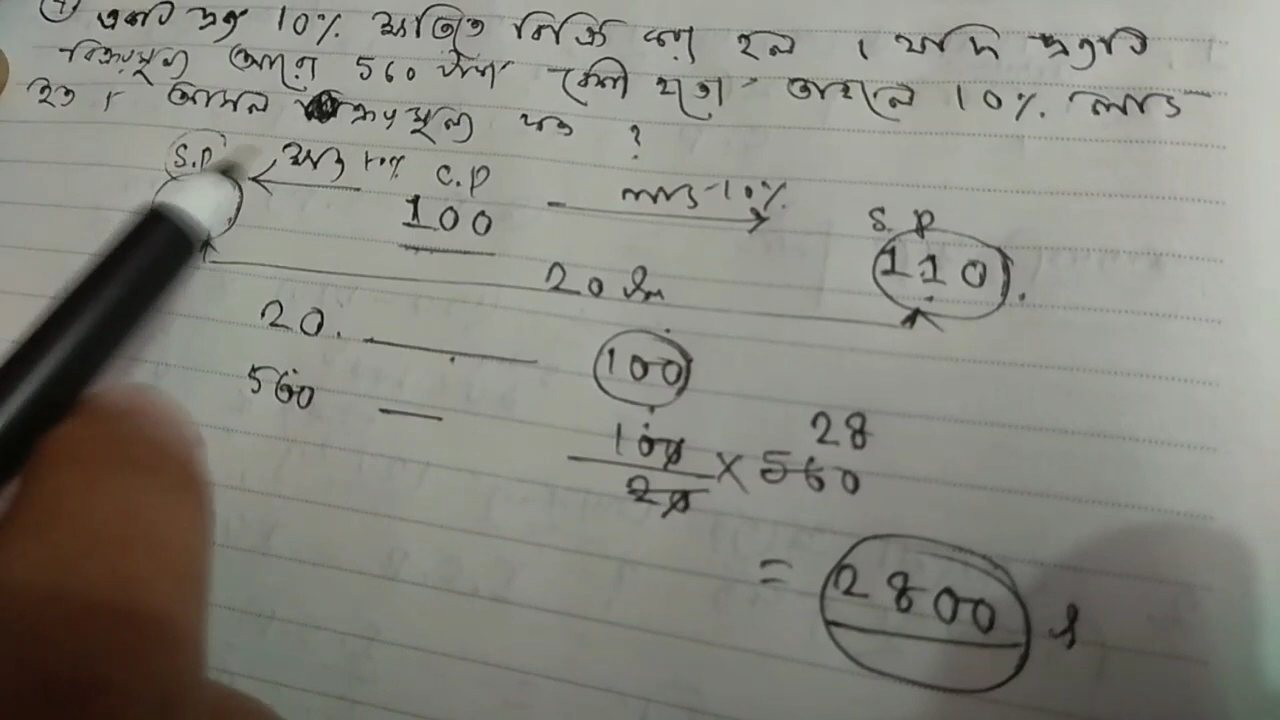 একটি দ্রব্য 10% ক্ষতিতে বিক্রি করা হল । যদি দ্রব্যটি
বিক্রয়মূল্য আরো 560 টাকা বেশী হতো তাহলে 10% লাভ
হত । আসল ক্রয়মূল্য কত ?
S.P ক্ষতি 10% C.P লাভ 10% S.P
100 110
20 টাকা
20. 100
560
100/20 × 560 28
= 2800